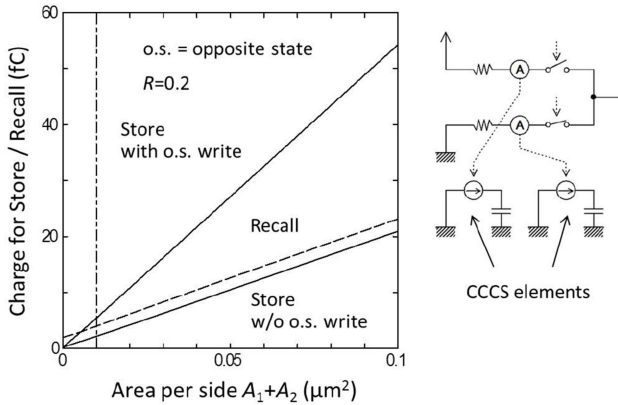 Charge for Store / Recall (fC)
60
40
20
0
o.s. = opposite state
R=0.2
Store
with o.s. write
Recall
Store
w/o o.s. write
0
0.05
0.1
Area per side A₁+A₂ (μm²)
A
A
CCCS elements